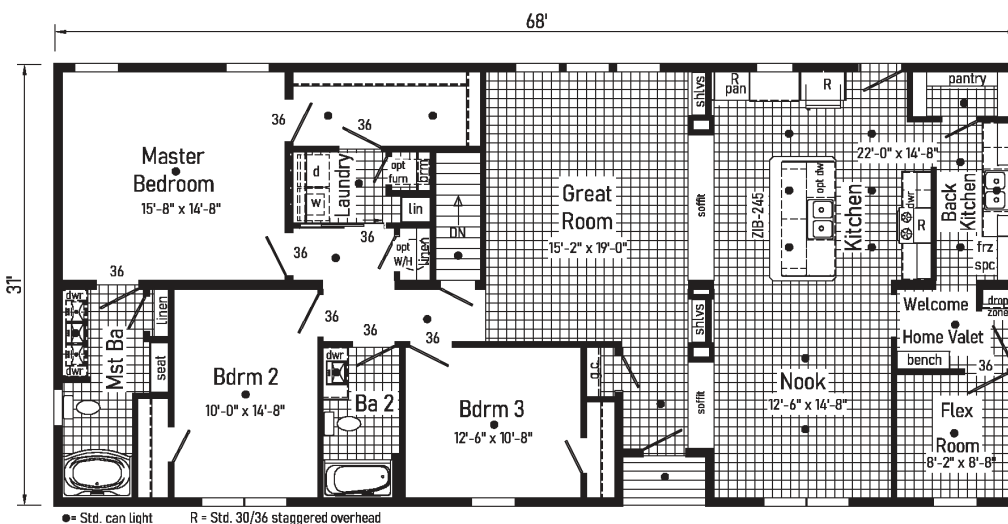 68'
31'
Master
Bedroom
15'-8" x 14'-8"
36
36
d
w
Laundry
opt
furn
brm
lin
36
36
opt
W/H
linen
DN
Great
Room
15'-2" x 19'-0"
shlvs
soffit
shlvs
soffit
R
pan
R
pantry
22'-0" x 14'-8"
ZIB-245
opt dw
Kitchen
dwr
R
Back
Kitchen
frz
spc
36
dwr
dwr
linen
Mst Ba
seat
Bdrm 2
10'-0" x 14'-8"
36
36
36
dwr
Ba 2
Bdrm 3
12'-6" x 10'-8"
g.c.
Nook
12'-6" x 14'-8"
Welcome
Home Valet
drop
zone
bench
36
Flex
Room
8'-2" x 8'-8"
= Std. can light
R = Std. 30/36 staggered overhead